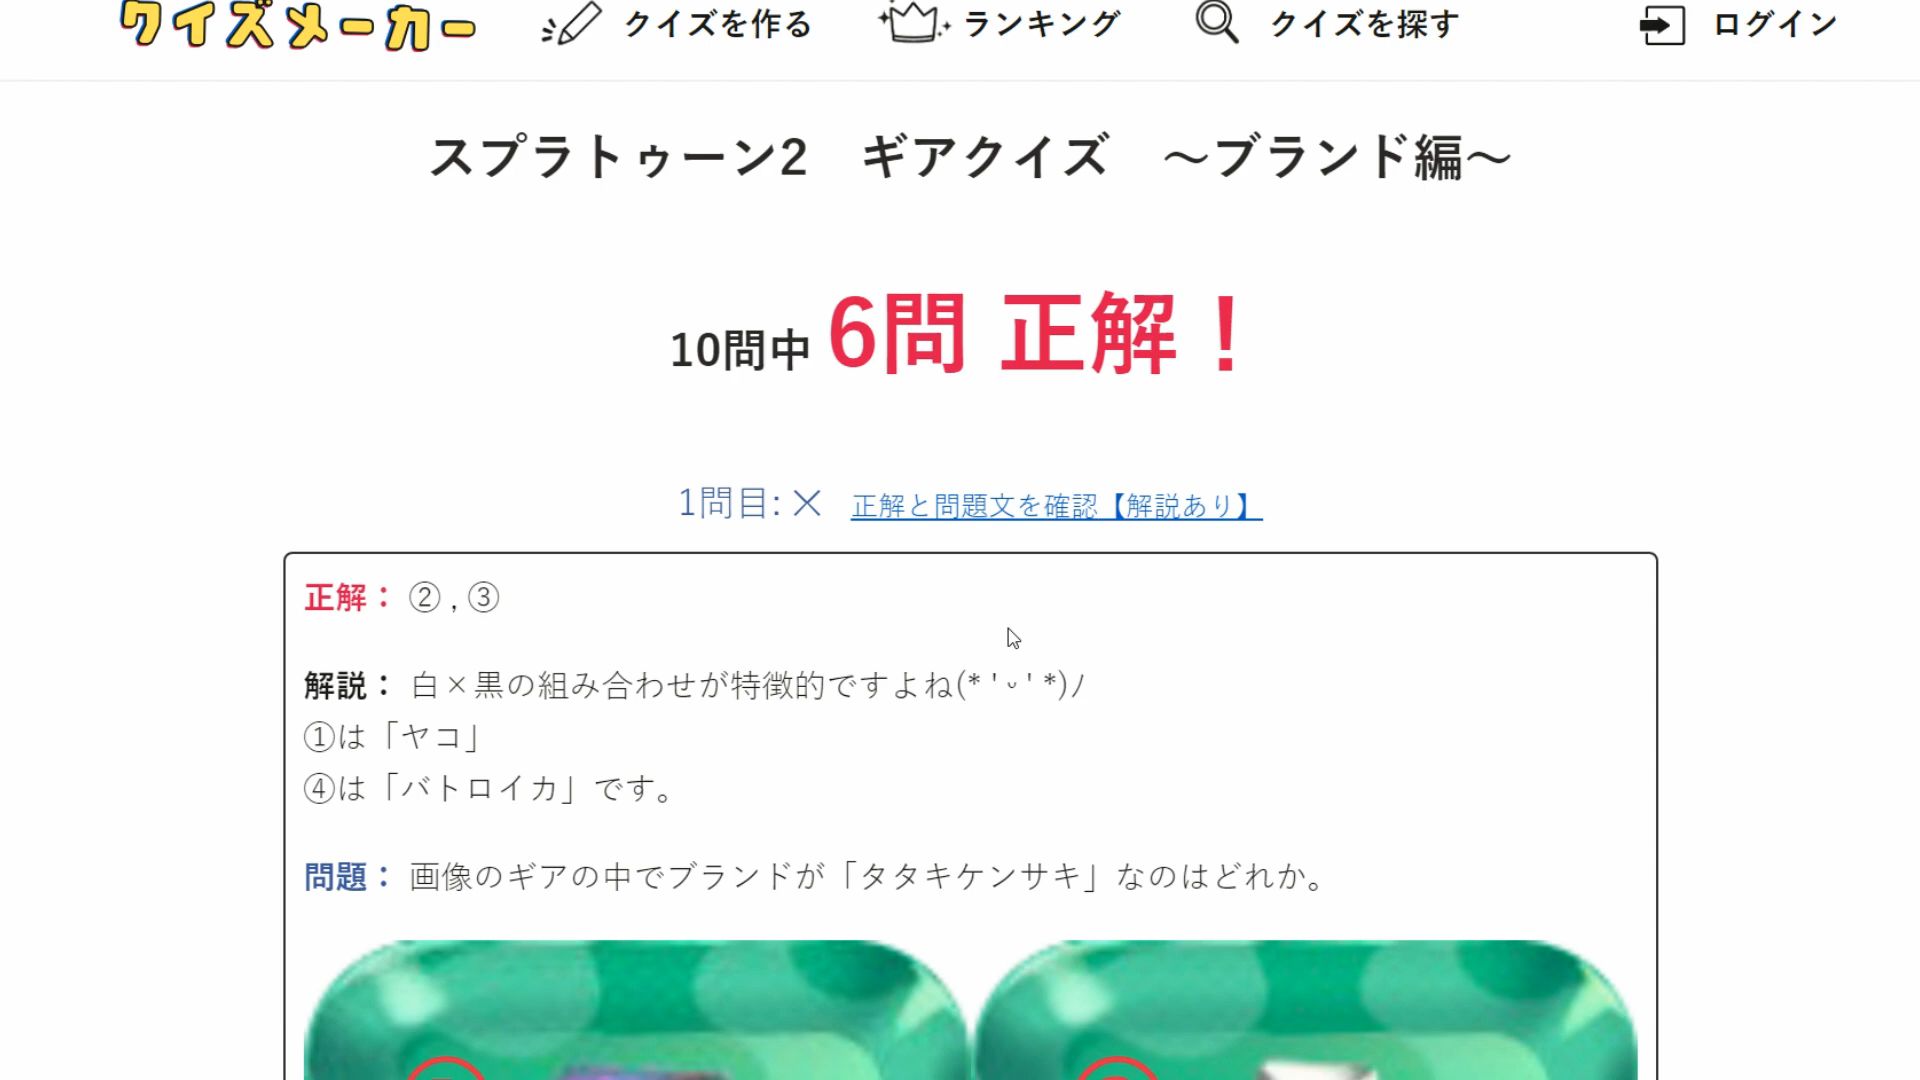 クイズメーカー クイズを作る ランキング クイズを探す ログイン
スプラトゥーン2　ギアクイズ　～ブランド編～
10問中 6問 正解！
1問目: × 正解と問題文を確認【解説あり】
正解： ② , ③
解説： 白×黒の組み合わせが特徴的ですよね(* ' ᵕ ' *)ﾉ
①は「ヤコ」
④は「バトロイカ」です。
問題： 画像のギアの中でブランドが「タタキケンサキ」なのはどれか。